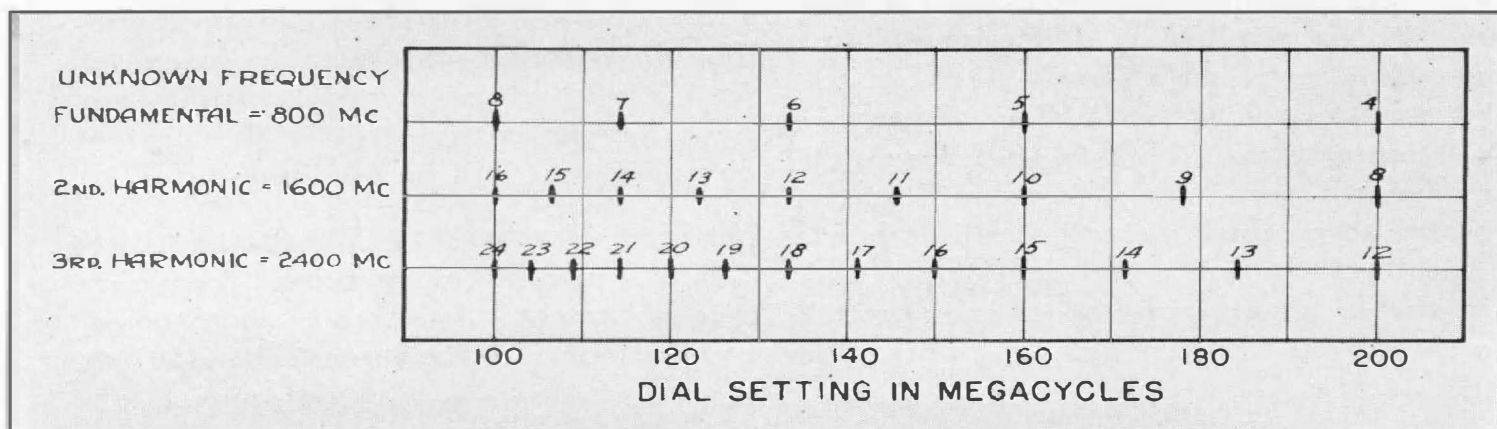 UNKNOWN FREQUENCY
FUNDAMENTAL = 800 MC
8 7 6 5 4
2ND. HARMONIC = 1600 MC
16 15 14 13 12 11 10 9 8
3RD. HARMONIC = 2400 MC
24 23 22 21 20 19 18 17 16 15 14 13 12
100 120 140 160 180 200
DIAL SETTING IN MEGACYCLES